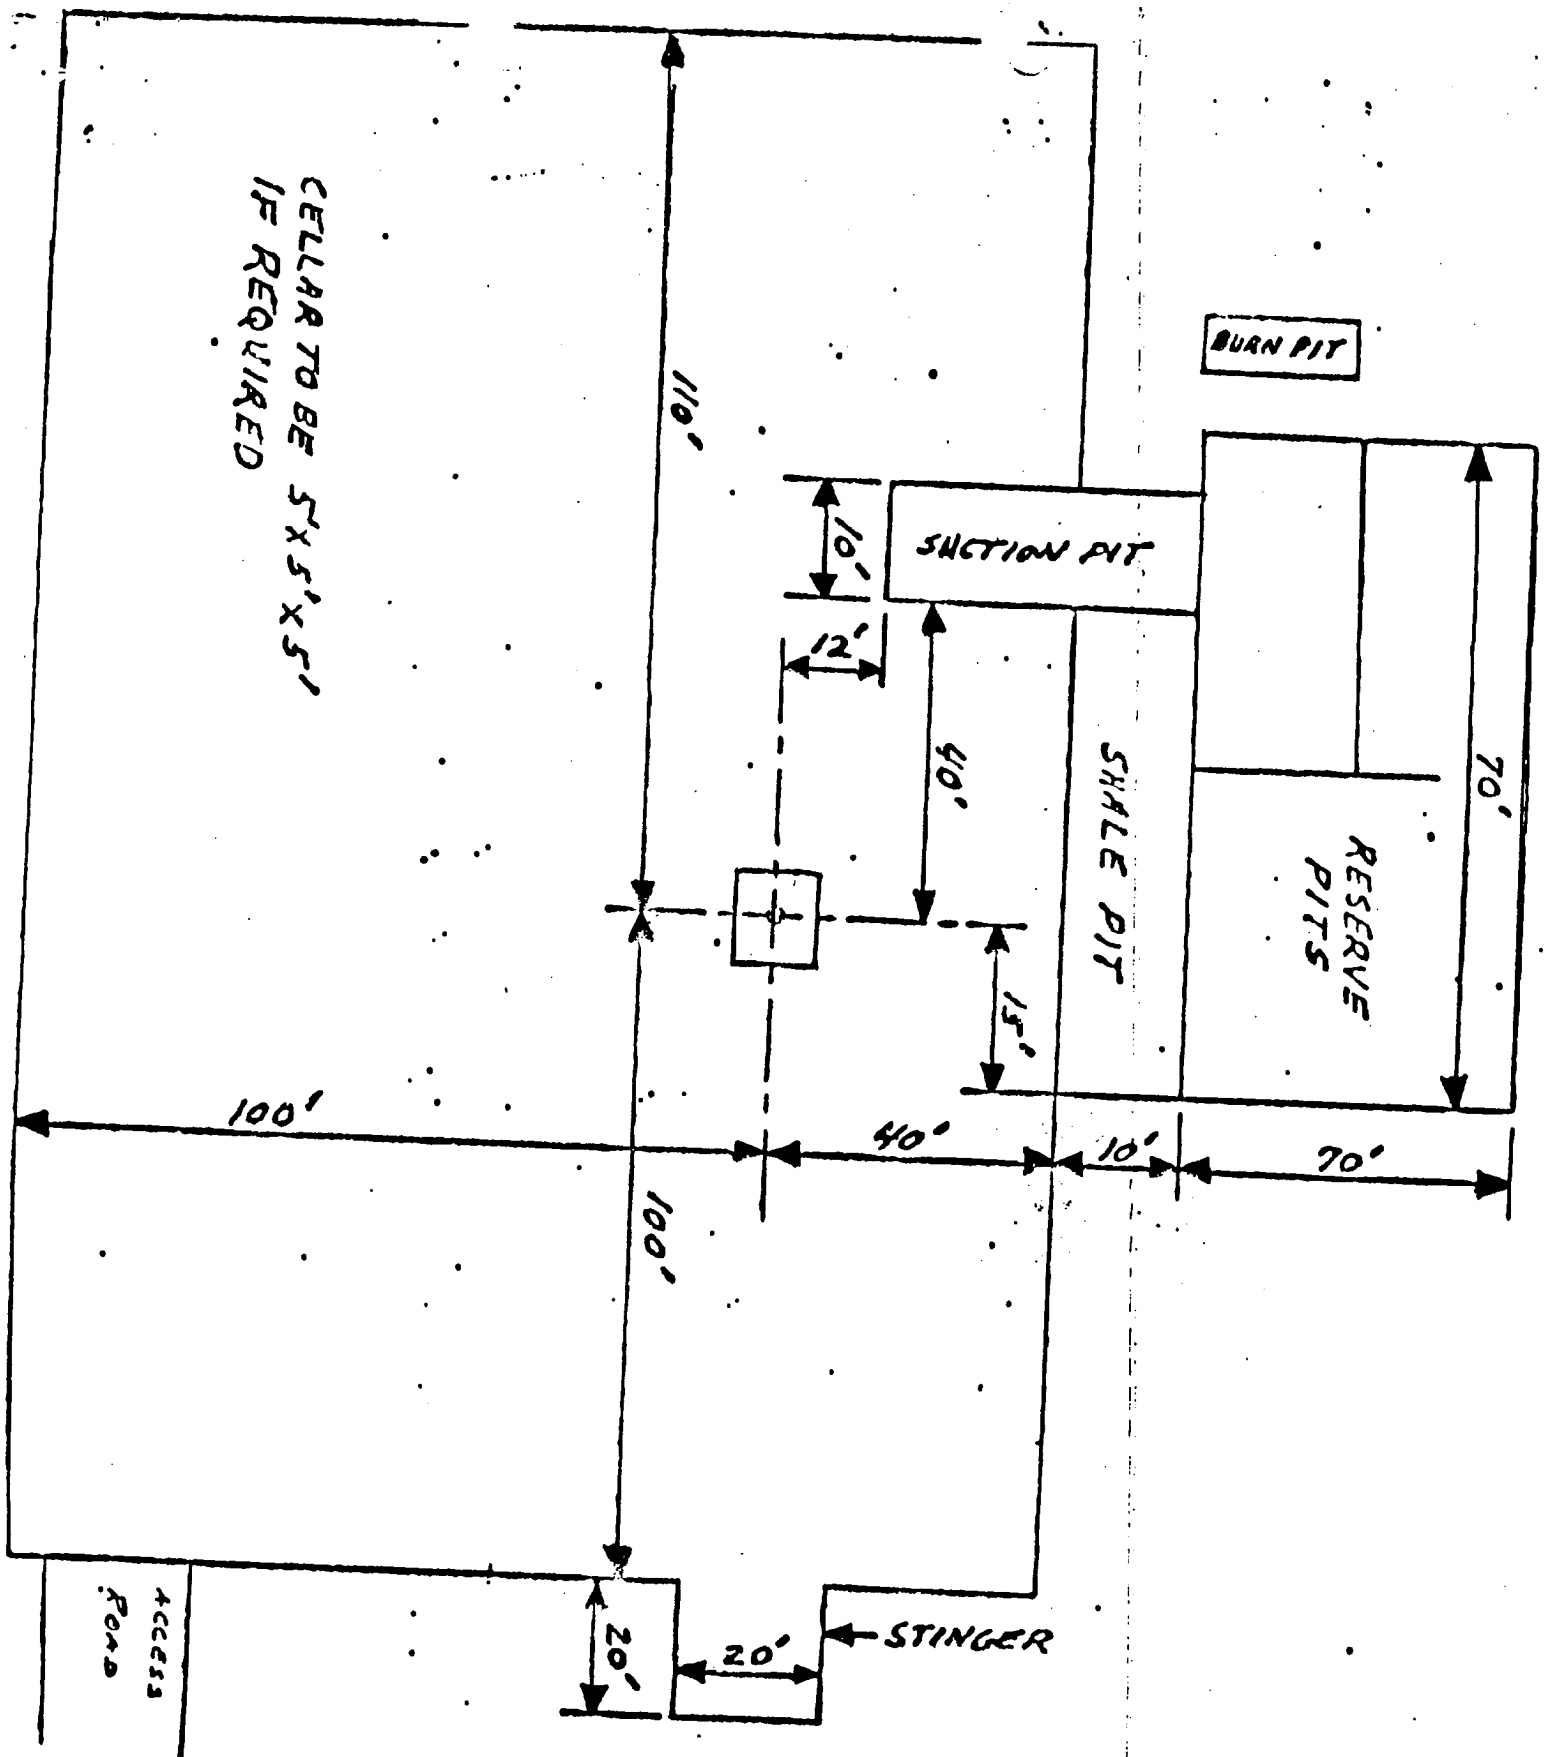 BURN PIT
CELLAR TO BE 5'X5'X5'
IF REQUIRED
110'
10'
SUCTION PIT
12'
40'
SHALE PIT
70'
RESERVE
PITS
15'
100'
40'
10'
70'
100'
STINGER
20'
20'
ACCESS
ROAD